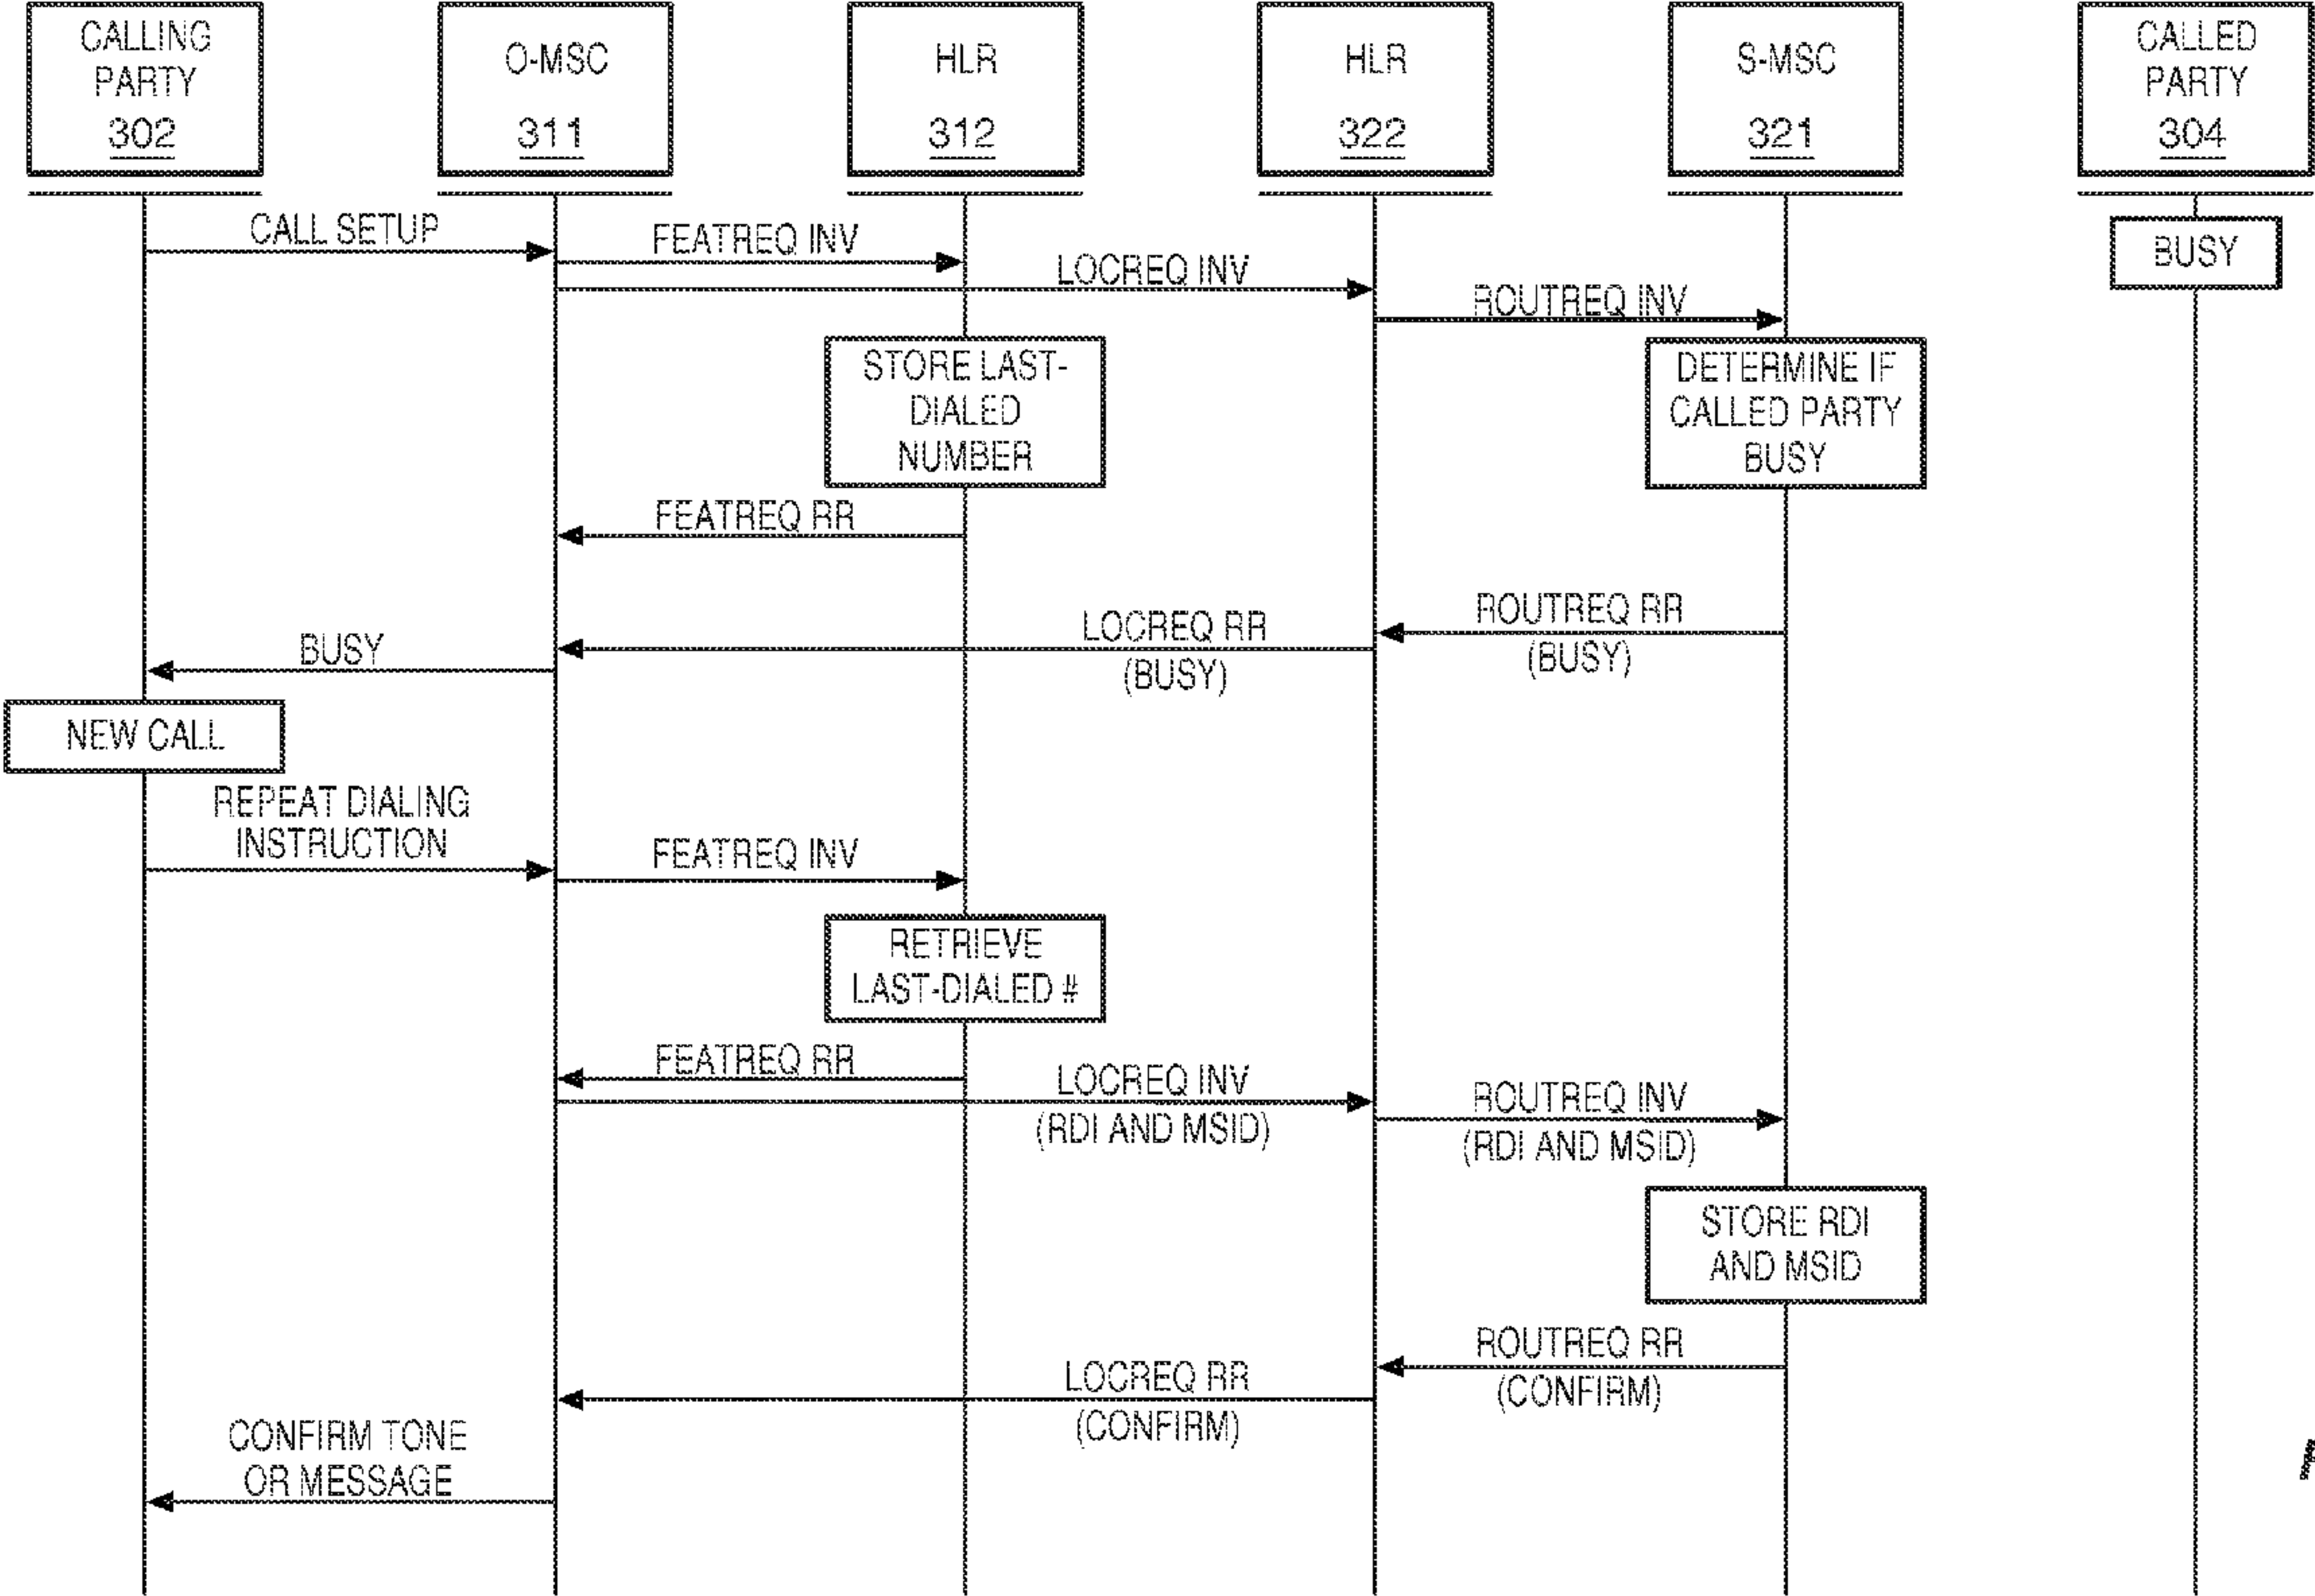 CALLING
PARTY
302
O-MSC
311
HLR
312
HLR
322
S-MSC
321
CALLED
PARTY
304
CALL SETUP
FEATREQ INV
LOCREQ INV
ROUTREQ INV
BUSY
STORE LAST-
DIALED
NUMBER
DETERMINE IF
CALLED PARTY
BUSY
FEATREQ RR
ROUTREQ RR
(BUSY)
LOCREQ RR
(BUSY)
BUSY
NEW CALL
REPEAT DIALING
INSTRUCTION
FEATREQ INV
RETRIEVE
LAST-DIALED #
FEATREQ RR
LOCREQ INV
(RDI AND MSID)
ROUTREQ INV
(RDI AND MSID)
STORE RDI
AND MSID
ROUTREQ RR
(CONFIRM)
LOCREQ RR
(CONFIRM)
CONFIRM TONE
OR MESSAGE